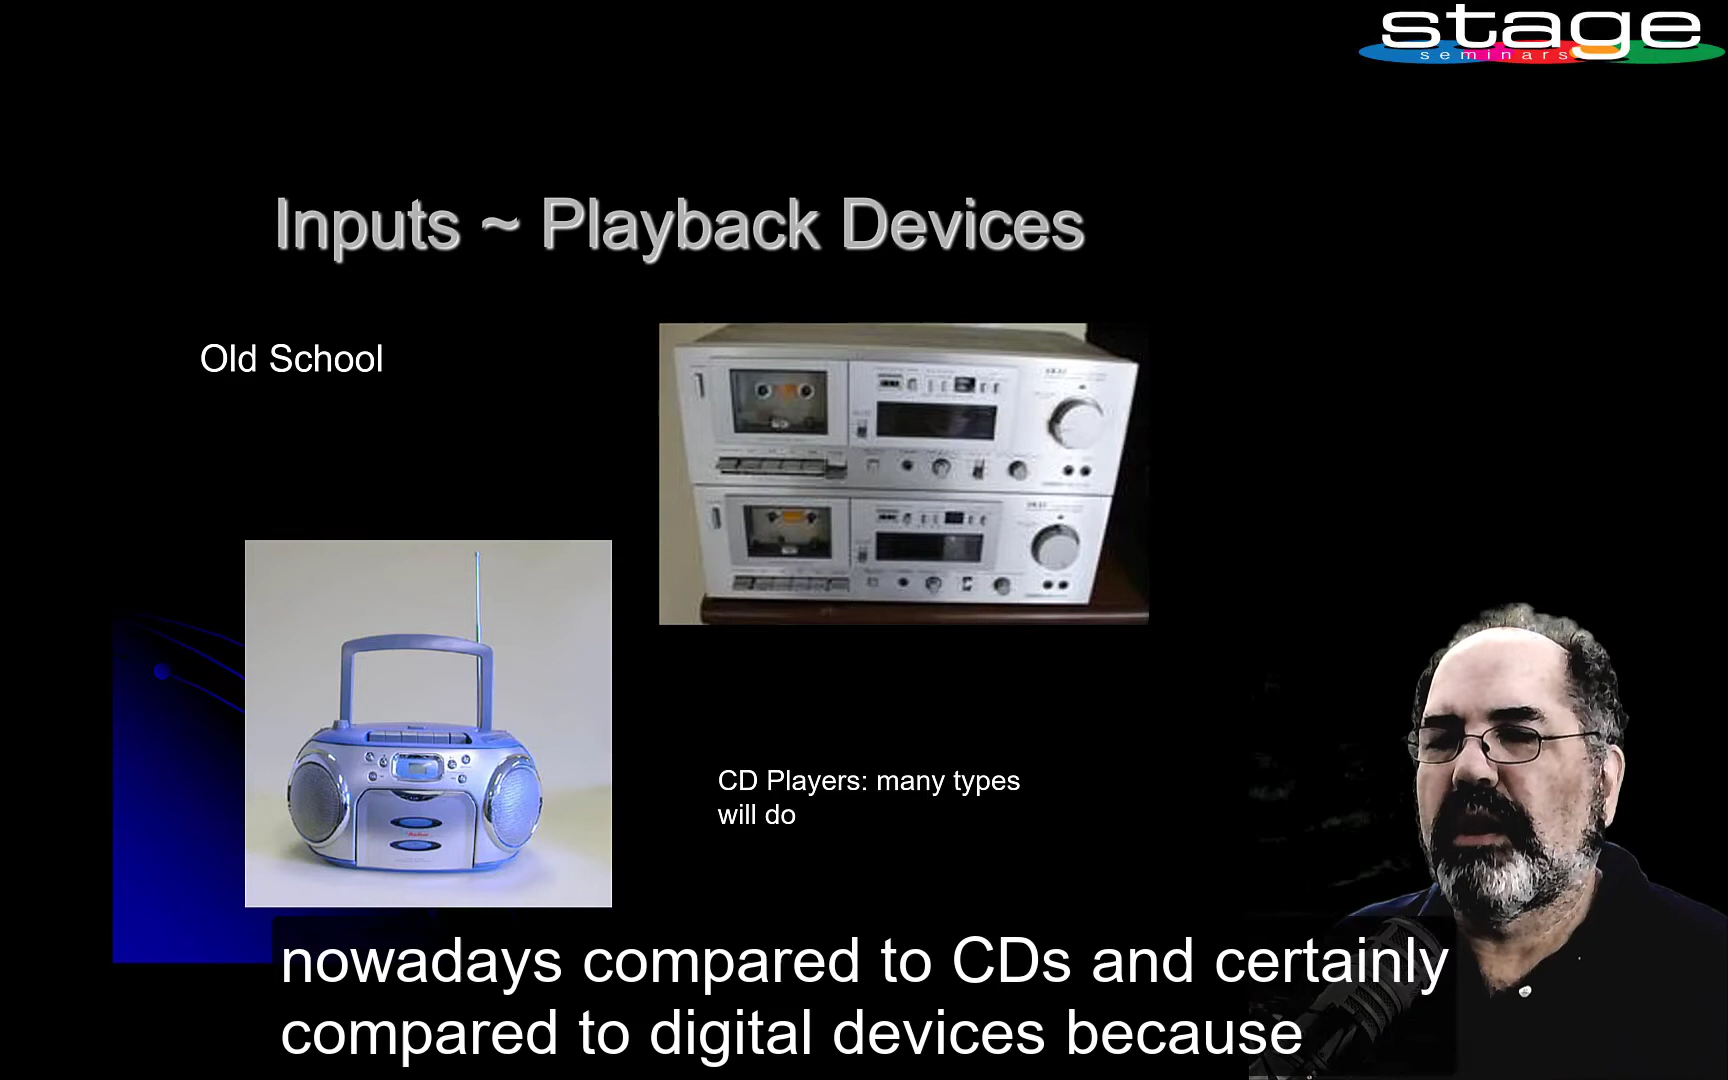 stage
seminars
Inputs ~ Playback Devices
Old School
CD Players: many types
will do
nowadays compared to CDs and certainly
compared to digital devices because